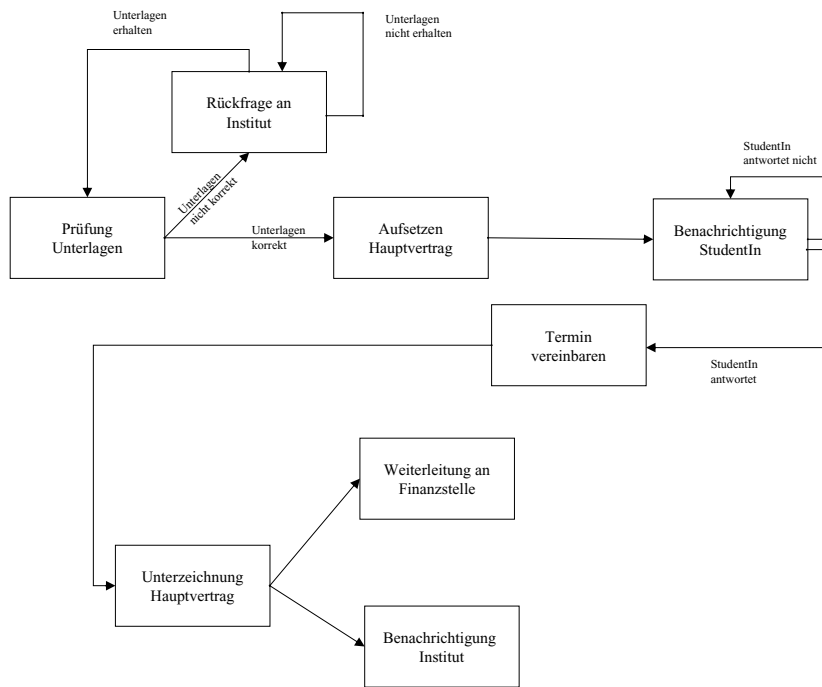 Unterlagen
erhalten
Unterlagen
nicht erhalten
Rückfrage an
Institut
StudentIn
antwortet nicht
Unterlagen
nicht korrekt
Prüfung
Unterlagen
Unterlagen
korrekt
Aufsetzen
Hauptvertrag
Benachrichtigung
StudentIn
Termin
vereinbaren
StudentIn
antwortet
Weiterleitung an
Finanzstelle
Unterzeichnung
Hauptvertrag
Benachrichtigung
Institut